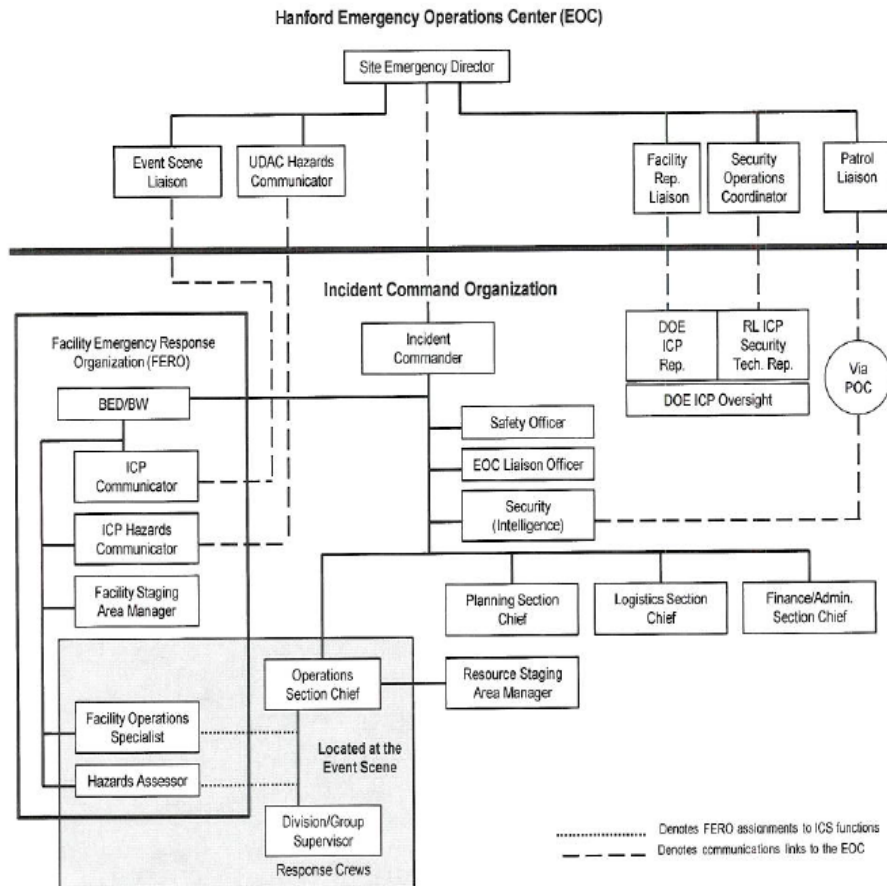 Hanford Emergency Operations Center (EOC)
Site Emergency Director
Event Scene
Liaison
UDAC Hazards
Communicator
Facility
Rep.
Liaison
Security
Operations
Coordinator
Patrol
Liaison
Incident Command Organization
Facility Emergency Response
Organization (FERO)
Incident
Commander
DOE
ICP
Rep.
RL ICP
Security
Tech. Rep.
DOE ICP Oversight
Via
POC
BED/BW
Safety Officer
EOC Liaison Officer
Security
(Intelligence)
ICP
Communicator
ICP Hazards
Communicator
Facility Staging
Area Manager
Planning Section
Chief
Logistics Section
Chief
Finance/Admin.
Section Chief
Operations
Section Chief
Resource Staging
Area Manager
Facility Operations
Specialist
Located at the
Event Scene
Hazards Assessor
Division/Group
Supervisor
Response Crews
Denotes FERO assignments to ICS functions
Denotes communications links to the EOC